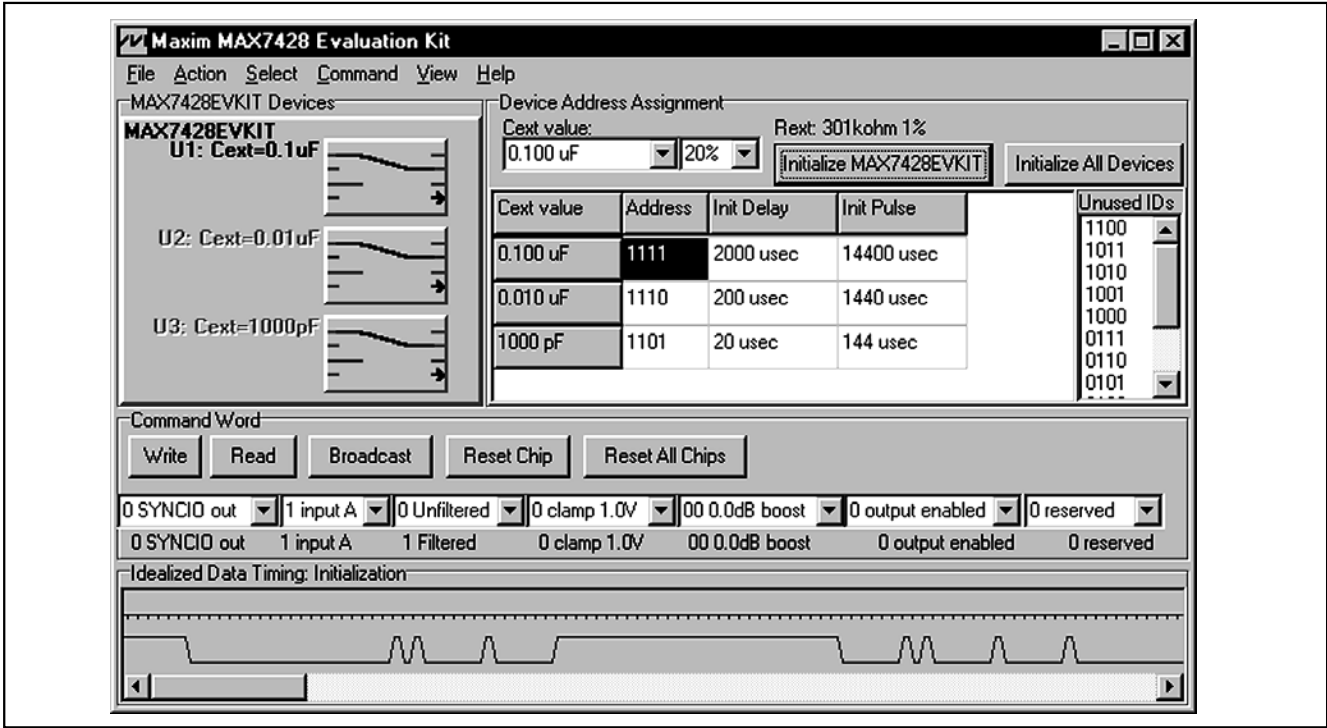 Maxim MAX7428 Evaluation Kit
File Action Select Command View Help
MAX7428EVKIT Devices
MAX7428EVKIT
U1: Cext=0.1uF
U2: Cext=0.01uF
U3: Cext=1000pF
Device Address Assignment
Cext value:
Rext: 301kohm 1%
0.100 uF 20% Initialize MAX7428EVKIT Initialize All Devices
Cext value Address Init Delay Init Pulse
0.100 uF 1111 2000 usec 14400 usec
0.010 uF 1110 200 usec 1440 usec
1000 pF 1101 20 usec 144 usec
Unused IDs
1100
1011
1010
1001
1000
0111
0110
0101
Command Word
Write Read Broadcast Reset Chip Reset All Chips
0 SYNCIO out 1 input A 0 Unfiltered 0 clamp 1.0V 00 0.0dB boost 0 output enabled 0 reserved
0 SYNCIO out 1 input A 1 Filtered 0 clamp 1.0V 00 0.0dB boost 0 output enabled 0 reserved
Idealized Data Timing: Initialization